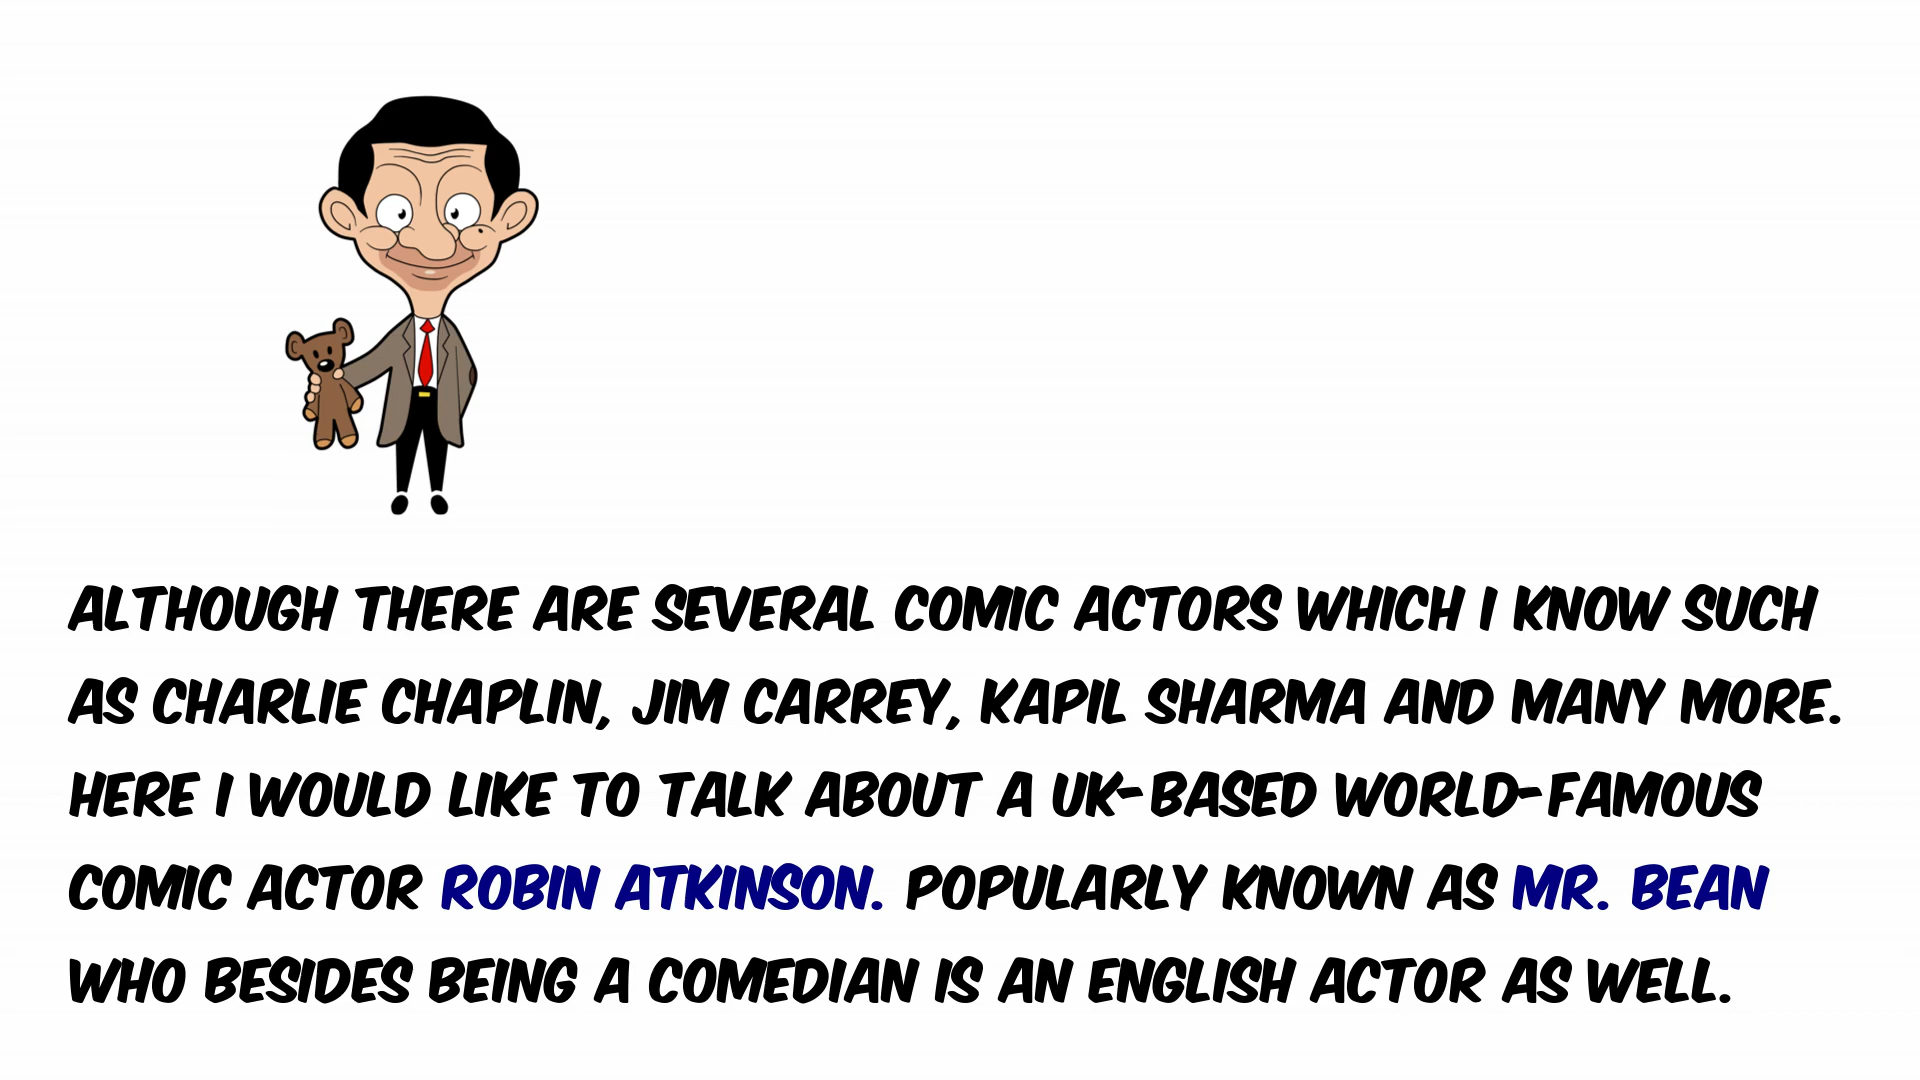 ALTHOUGH THERE ARE SEVERAL COMIC ACTORS WHICH I KNOW SUCH
AS CHARLIE CHAPLIN, JIM CARREY, KAPIL SHARMA AND MANY MORE.
HERE I WOULD LIKE TO TALK ABOUT A UK-BASED WORLD-FAMOUS
COMIC ACTOR ROBIN ATKINSON. POPULARLY KNOWN AS MR. BEAN
WHO BESIDES BEING A COMEDIAN IS AN ENGLISH ACTOR AS WELL.